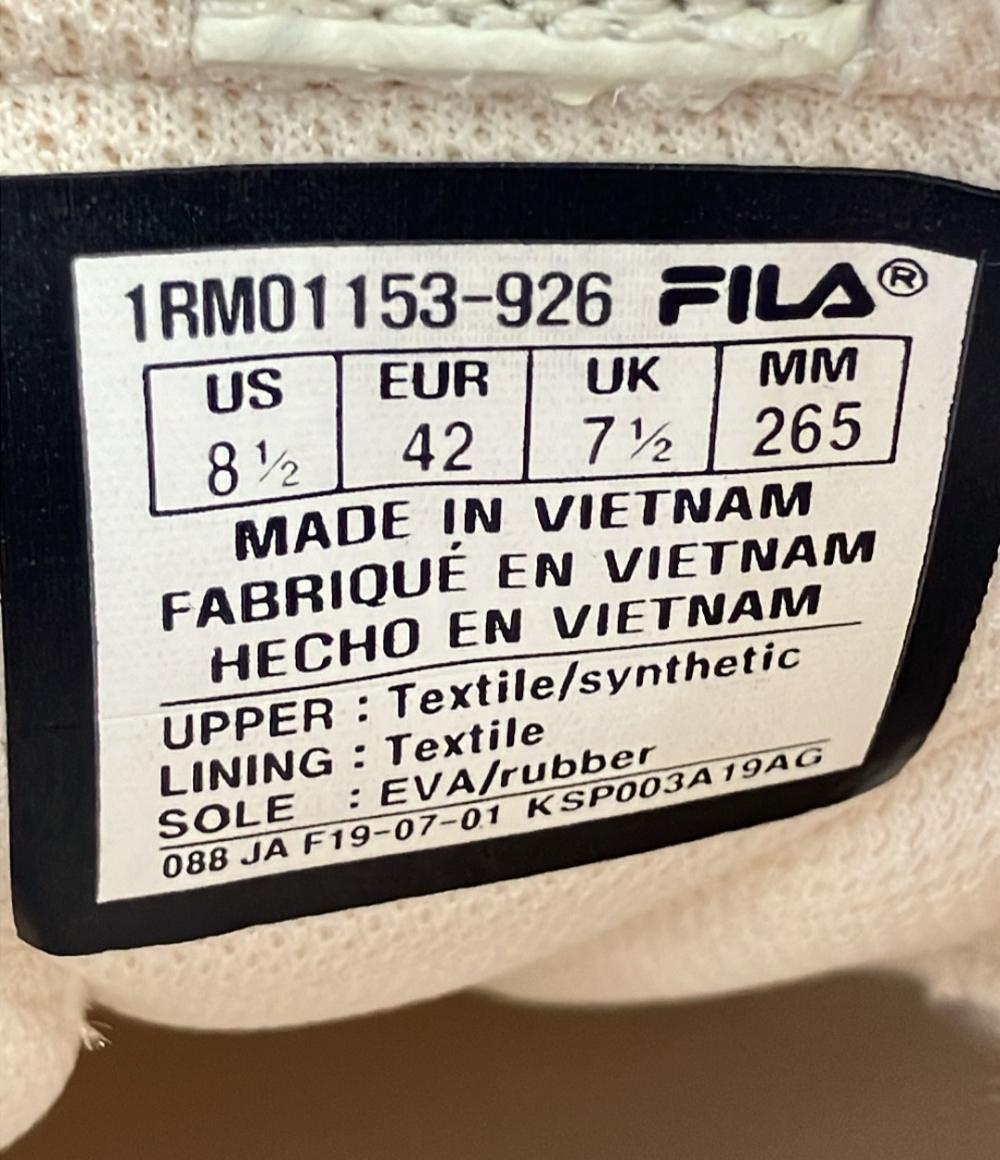 1RM01153-926 FILA®
US EUR UK MM
8 ½ 42 7 ½ 265
MADE IN VIETNAM
FABRIQUÉ EN VIETNAM
HECHO EN VIETNAM
UPPER : Textile/synthetic
LINING : Textile
SOLE : EVA/rubber
088 JA F19-07-01 KSP003A19AG